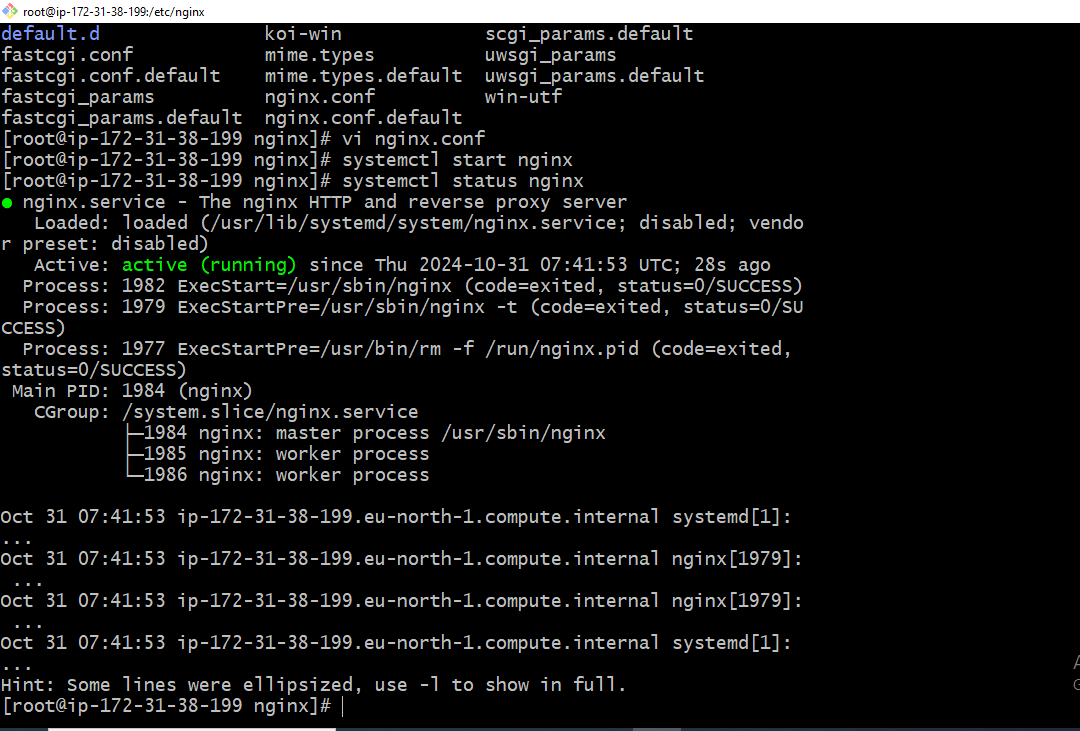 root@ip-172-31-38-199:/etc/nginx
default.d koi-win scgi_params.default
fastcgi.conf mime.types uwsgi_params
fastcgi.conf.default mime.types.default uwsgi_params.default
fastcgi_params nginx.conf win-utf
fastcgi_params.default nginx.conf.default
[root@ip-172-31-38-199 nginx]# vi nginx.conf
[root@ip-172-31-38-199 nginx]# systemctl start nginx
[root@ip-172-31-38-199 nginx]# systemctl status nginx
● nginx.service - The nginx HTTP and reverse proxy server
Loaded: loaded (/usr/lib/systemd/system/nginx.service; disabled; vendo
r preset: disabled)
Active: active (running) since Thu 2024-10-31 07:41:53 UTC; 28s ago
Process: 1982 ExecStart=/usr/sbin/nginx (code=exited, status=0/SUCCESS)
Process: 1979 ExecStartPre=/usr/sbin/nginx -t (code=exited, status=0/SU
CCESS)
Process: 1977 ExecStartPre=/usr/bin/rm -f /run/nginx.pid (code=exited,
status=0/SUCCESS)
Main PID: 1984 (nginx)
CGroup: /system.slice/nginx.service
├─1984 nginx: master process /usr/sbin/nginx
├─1985 nginx: worker process
└─1986 nginx: worker process
Oct 31 07:41:53 ip-172-31-38-199.eu-north-1.compute.internal systemd[1]:
...
Oct 31 07:41:53 ip-172-31-38-199.eu-north-1.compute.internal nginx[1979]:
...
Oct 31 07:41:53 ip-172-31-38-199.eu-north-1.compute.internal nginx[1979]:
...
Oct 31 07:41:53 ip-172-31-38-199.eu-north-1.compute.internal systemd[1]:
...
Hint: Some lines were ellipsized, use -l to show in full.
[root@ip-172-31-38-199 nginx]#